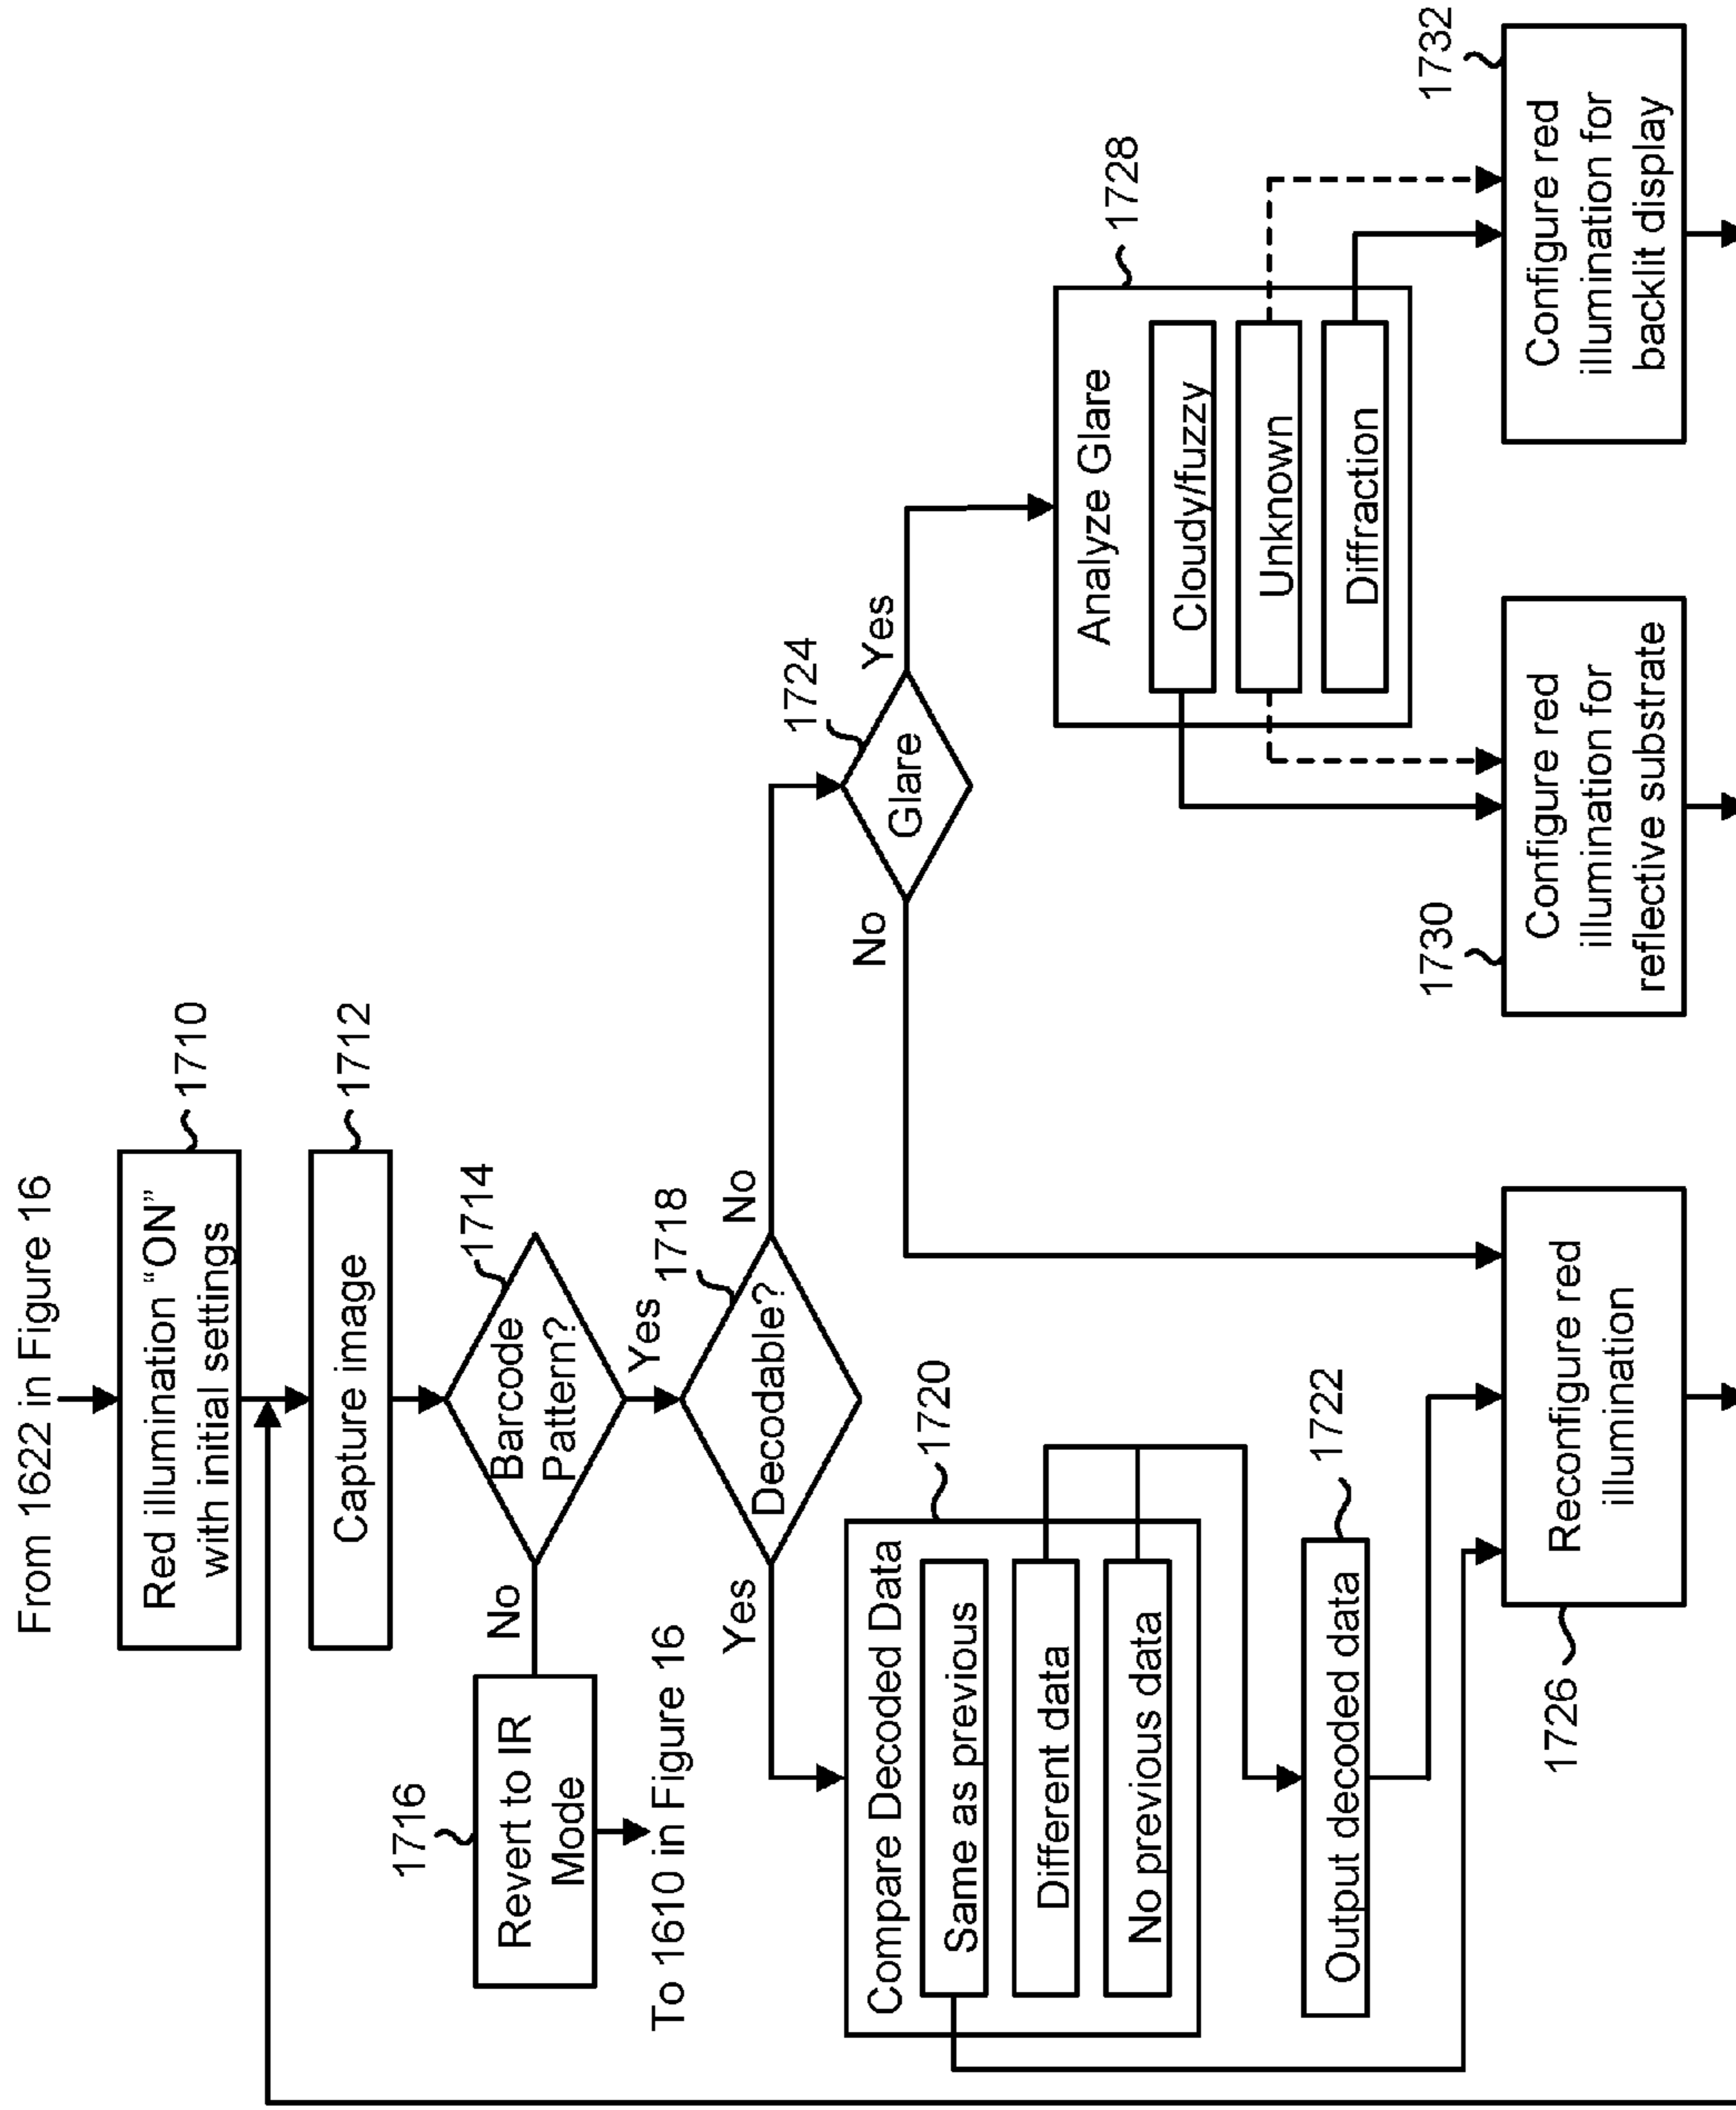 From 1622 in Figure 16
Red illumination “ON”
with initial settings
1710
Capture image
1712
Barcode
Pattern?
1714
No
Yes
1716
Revert to IR
Mode
To 1610 in Figure 16
Decodable?
1718
Yes
No
Compare Decoded Data
1720
Same as previous
Different data
No previous data
Output decoded data
1722
Glare
1724
No
Yes
Analyze Glare
1728
Cloudy/fuzzy
Unknown
Diffraction
1726
Reconfigure red
illumination
1730
Configure red
illumination for
reflective substrate
1732
Configure red
illumination for
backlit display